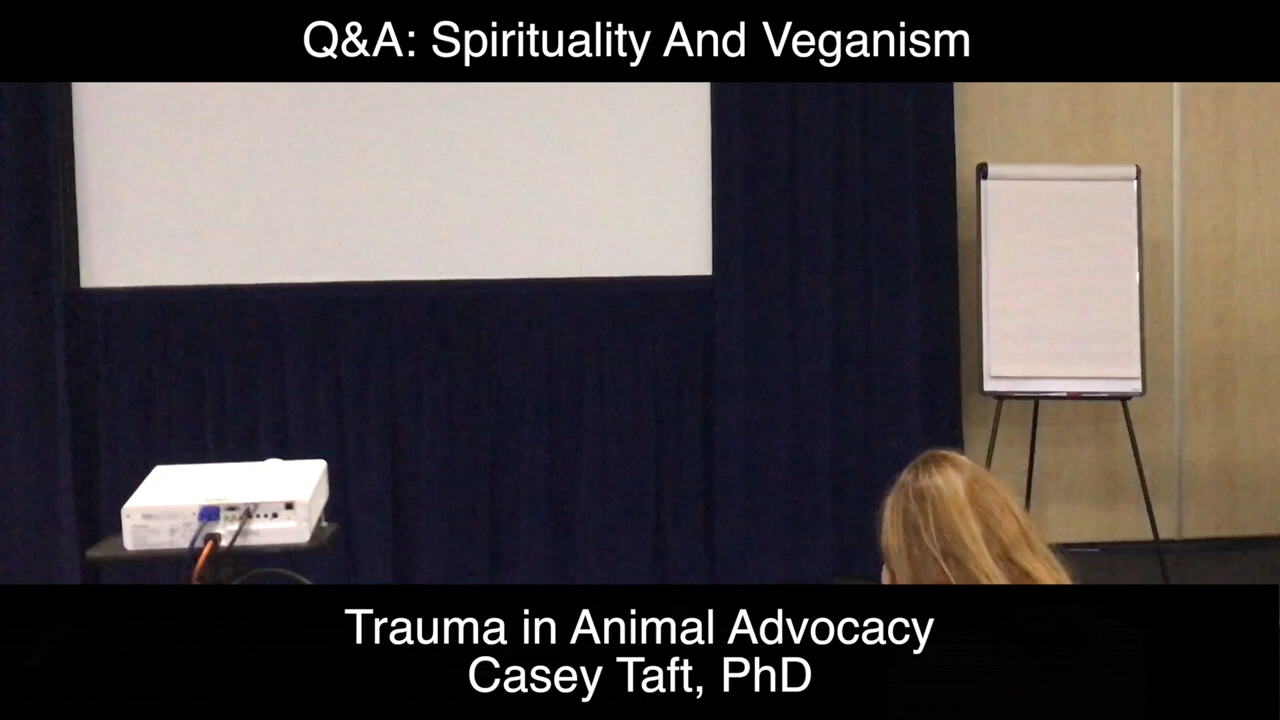 Q&A: Spirituality And Veganism
Trauma in Animal Advocacy
Casey Taft, PhD